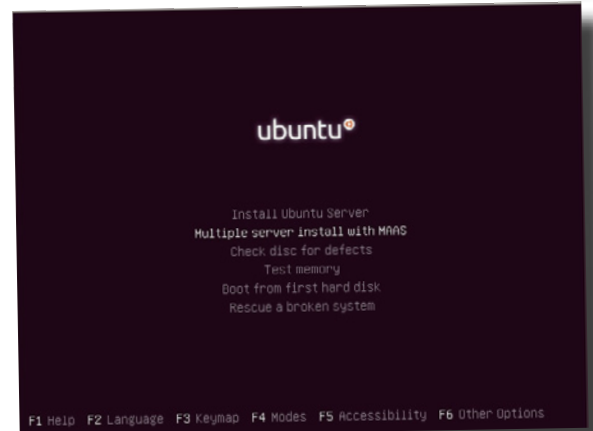 ubuntu
Install Ubuntu Server
Multiple server install with MAAS
Check disc for defects
Test memory
Boot from first hard disk
Rescue a broken system
F1 Help F2 Language F3 Keymap F4 Modes F5 Accessibility F6 Other Options